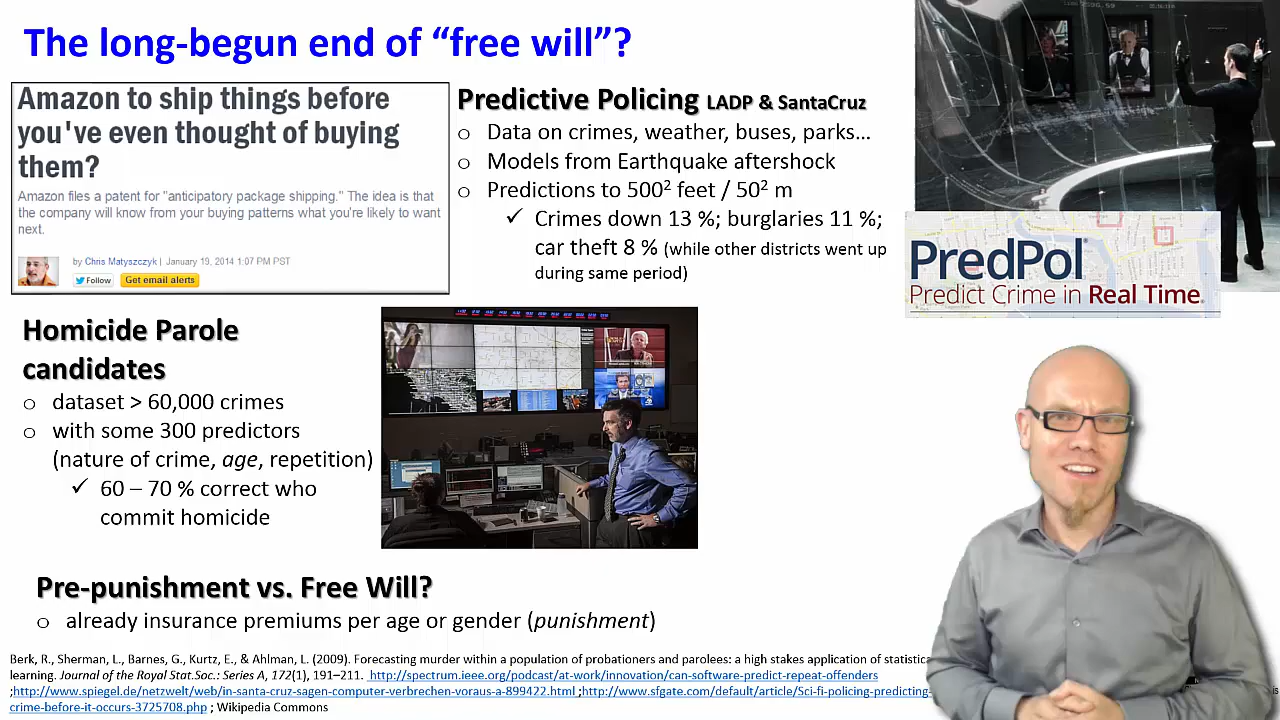 The long-begun end of “free will”?
Amazon to ship things before
you've even thought of buying
them?
Amazon files a patent for "anticipatory package shipping." The idea is that
the company will know from your buying patterns what you're likely to want
next.
by Chris Matyszczyk | January 19, 2014 1:07 PM PST
Follow
Get email alerts
Predictive Policing LADP & SantaCruz
o Data on crimes, weather, buses, parks…
o Models from Earthquake aftershock
o Predictions to 500² feet / 50² m
✓ Crimes down 13 %; burglaries 11 %;
car theft 8 % (while other districts went up
during same period)
PredPol
Predict Crime in Real Time.
Homicide Parole
candidates
o dataset > 60,000 crimes
o with some 300 predictors
(nature of crime, age, repetition)
✓ 60 – 70 % correct who
commit homicide
Pre-punishment vs. Free Will?
o already insurance premiums per age or gender (punishment)
Berk, R., Sherman, L., Barnes, G., Kurtz, E., & Ahlman, L. (2009). Forecasting murder within a population of probationers and parolees: a high stakes application of statistica
learning. Journal of the Royal Stat.Soc.: Series A, 172(1), 191–211. http://spectrum.ieee.org/podcast/at-work/innovation/can-software-predict-repeat-offenders
;http://www.spiegel.de/netzwelt/web/in-santa-cruz-sagen-computer-verbrechen-voraus-a-899422.html ;http://www.sfgate.com/default/article/Sci-fi-policing-predicting-
crime-before-it-occurs-3725708.php ; Wikipedia Commons